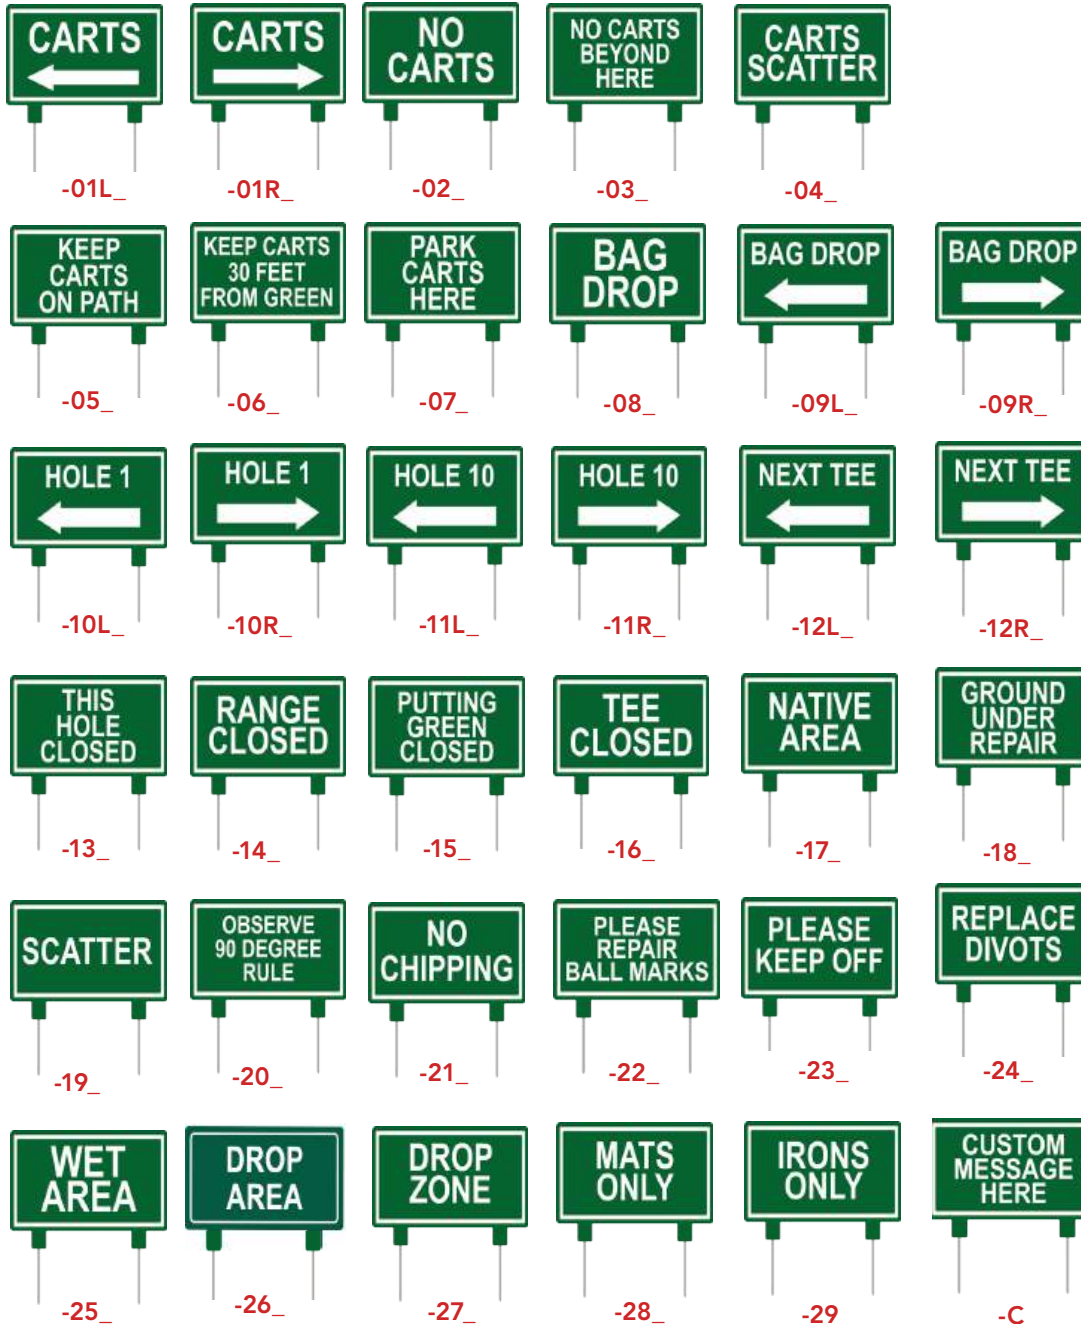 CARTS
CARTS
NO
CARTS
NO CARTS
BEYOND
HERE
CARTS
SCATTER
-01L_
-01R_
-02_
-03_
-04_
KEEP
CARTS
ON PATH
KEEP CARTS
30 FEET
FROM GREEN
PARK
CARTS
HERE
BAG
DROP
BAG DROP
BAG DROP
-05_
-06_
-07_
-08_
-09L_
-09R_
HOLE 1
HOLE 1
HOLE 10
HOLE 10
NEXT TEE
NEXT TEE
-10L_
-10R_
-11L_
-11R_
-12L_
-12R_
THIS
HOLE
CLOSED
RANGE
CLOSED
PUTTING
GREEN
CLOSED
TEE
CLOSED
NATIVE
AREA
GROUND
UNDER
REPAIR
-13_
-14_
-15_
-16_
-17_
-18_
SCATTER
OBSERVE
90 DEGREE
RULE
NO
CHIPPING
PLEASE
REPAIR
BALL MARKS
PLEASE
KEEP OFF
REPLACE
DIVOTS
-19_
-20_
-21_
-22_
-23_
-24_
WET
AREA
DROP
AREA
DROP
ZONE
MATS
ONLY
IRONS
ONLY
CUSTOM
MESSAGE
HERE
-25_
-26_
-27_
-28_
-29
-C